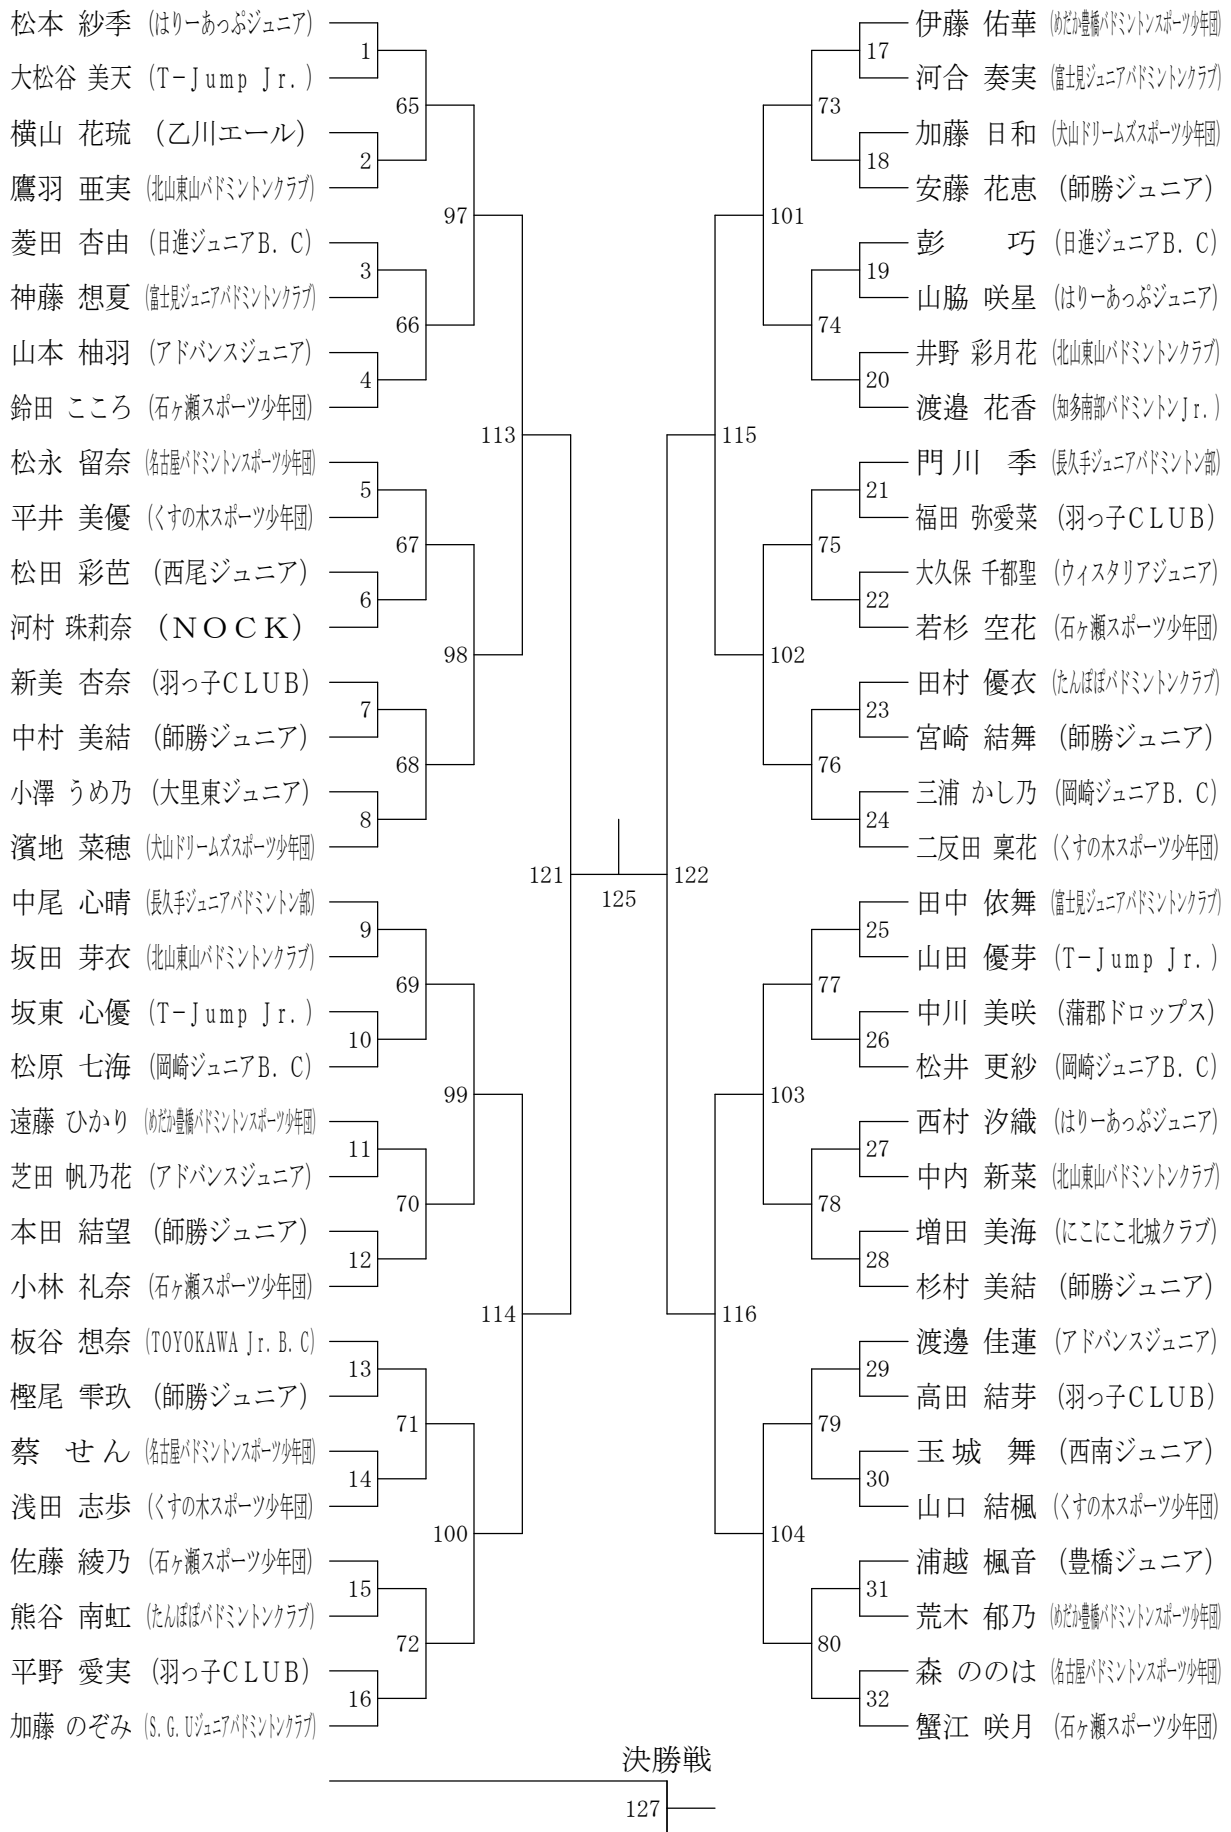 松本 紗季 (はりーあっぷジュニア)
1
大松谷 美天 (T-Jump Jr.)
65
横山 花琉 (乙川エール)
2
鷹羽 亜実 (北山東山バドミントンクラブ)
97
菱田 杏由 (日進ジュニアB.C)
3
神藤 想夏 (富士見ジュニアバドミントンクラブ)
66
山本 柚羽 (アドバンスジュニア)
4
鈴田 こころ (石ヶ瀬スポーツ少年団)
113
松永 留奈 (名古屋バドミントンスポーツ少年団)
5
平井 美優 (くすの木スポーツ少年団)
67
松田 彩芭 (西尾ジュニア)
6
河村 珠莉奈 (NOCK)
98
新美 杏奈 (羽っ子CLUB)
7
中村 美結 (師勝ジュニア)
68
小澤 うめ乃 (大里東ジュニア)
8
濱地 菜穂 (犬山ドリームズスポーツ少年団)
121
中尾 心晴 (長久手ジュニアバドミントン部)
9
坂田 芽衣 (北山東山バドミントンクラブ)
69
坂東 心優 (T-Jump Jr.)
10
松原 七海 (岡崎ジュニアB.C)
99
遠藤 ひかり (めだか豊橋バドミントンスポーツ少年団)
11
芝田 帆乃花 (アドバンスジュニア)
70
本田 結望 (師勝ジュニア)
12
小林 礼奈 (石ヶ瀬スポーツ少年団)
114
板谷 想奈 (TOYOKAWA Jr.B.C)
13
樫尾 雫玖 (師勝ジュニア)
71
蔡 せん (名古屋バドミントンスポーツ少年団)
14
浅田 志歩 (くすの木スポーツ少年団)
100
佐藤 綾乃 (石ヶ瀬スポーツ少年団)
15
熊谷 南虹 (たんぽぽバドミントンクラブ)
72
平野 愛実 (羽っ子CLUB)
16
加藤 のぞみ (S.G.Uジュニアバドミントンクラブ)
125
伊藤 佑華 (めだか豊橋バドミントンスポーツ少年団)
17
河合 奏実 (富士見ジュニアバドミントンクラブ)
73
加藤 日和 (犬山ドリームズスポーツ少年団)
18
安藤 花恵 (師勝ジュニア)
101
彭 巧 (日進ジュニアB.C)
19
山脇 咲星 (はりーあっぷジュニア)
74
井野 彩月花 (北山東山バドミントンクラブ)
20
渡邉 花香 (知多南部バドミントンJr.)
115
門川 季 (長久手ジュニアバドミントン部)
21
福田 弥愛菜 (羽っ子CLUB)
75
大久保 千都聖 (ウィスタリアジュニア)
22
若杉 空花 (石ヶ瀬スポーツ少年団)
102
田村 優衣 (たんぽぽバドミントンクラブ)
23
宮崎 結舞 (師勝ジュニア)
76
三浦 かし乃 (岡崎ジュニアB.C)
24
二反田 稟花 (くすの木スポーツ少年団)
122
田中 依舞 (富士見ジュニアバドミントンクラブ)
25
山田 優芽 (T-Jump Jr.)
77
中川 美咲 (蒲郡ドロップス)
26
松井 更紗 (岡崎ジュニアB.C)
103
西村 汐織 (はりーあっぷジュニア)
27
中内 新菜 (北山東山バドミントンクラブ)
78
増田 美海 (にこにこ北城クラブ)
28
杉村 美結 (師勝ジュニア)
116
渡邊 佳蓮 (アドバンスジュニア)
29
高田 結芽 (羽っ子CLUB)
79
玉城 舞 (西南ジュニア)
30
山口 結楓 (くすの木スポーツ少年団)
104
浦越 楓音 (豊橋ジュニア)
31
荒木 郁乃 (めだか豊橋バドミントンスポーツ少年団)
80
森 ののは (名古屋バドミントンスポーツ少年団)
32
蟹江 咲月 (石ヶ瀬スポーツ少年団)
決勝戦
127